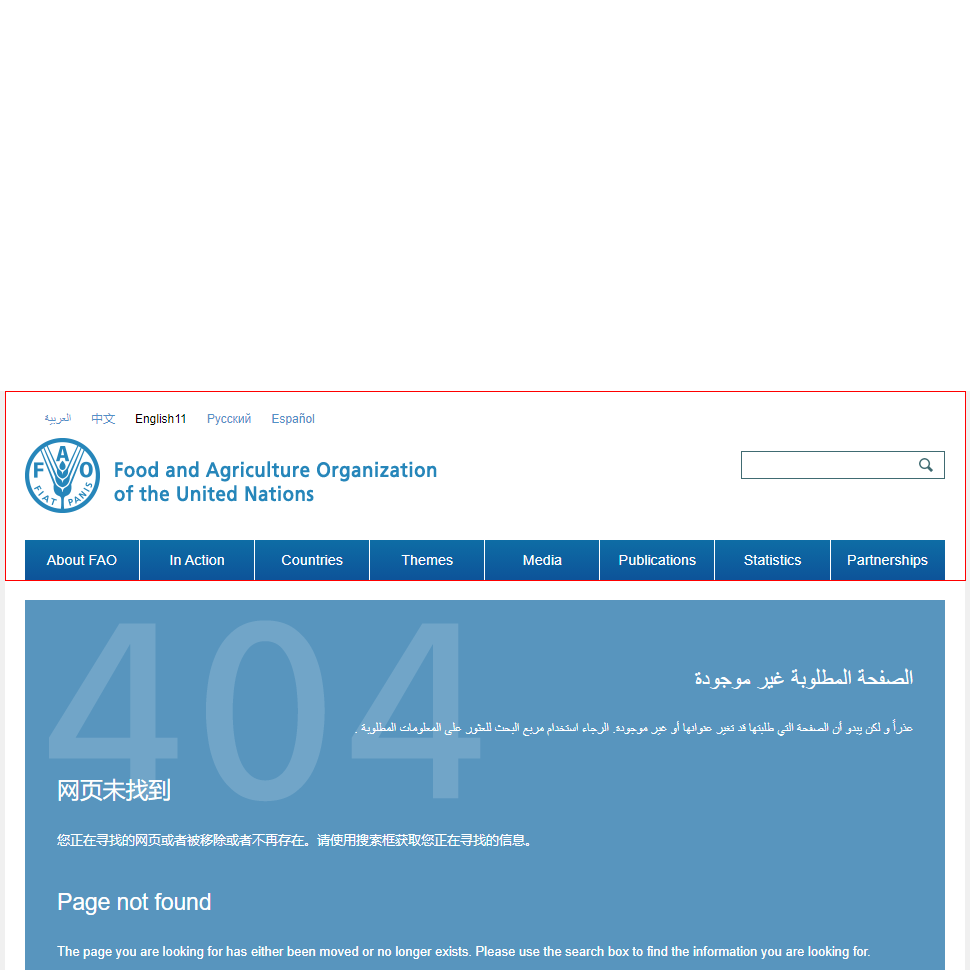 العربية 中文 English11 Русский Español
FAO
FIAT PANIS
Food and Agriculture Organization
of the United Nations
About FAO In Action Countries Themes Media Publications Statistics Partnerships
404
الصفحة المطلوبة غير موجودة
عذراً و لكن يبدو أن الصفحة التي طلبتها قد تغير عنوانها أو غير موجوده. الرجاء استخدام مربع البحث للعثور على المعلومات المطلوبة .
网页未找到
您正在寻找的网页或者被移除或者不再存在。请使用搜索框获取您正在寻找的信息。
Page not found
The page you are looking for has either been moved or no longer exists. Please use the search box to find the information you are looking for.